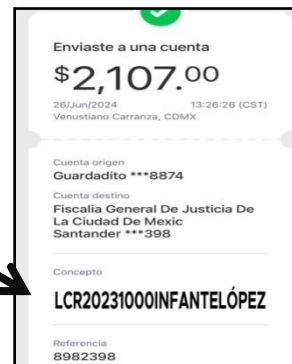 Enviaste a una cuenta
$2,107.00
26/Jun/2024 13:26:26 (CST)
Venustiano Carranza, CDMX
Cuenta origen
Guardadito ***8874
Cuenta destino
Fiscalia General De Justicia De
La Ciudad De Mexic
Santander ***398
Concepto
LCR20231000INFANTELÓPEZ
Referencia
8982398